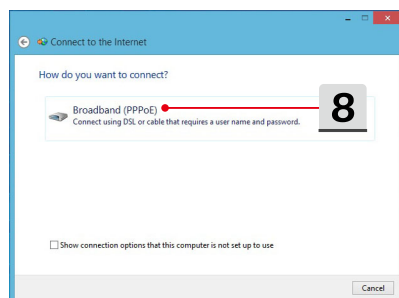 Connect to the Internet
How do you want to connect?
Broadband (PPPoE)
Connect using DSL or cable that requires a user name and password.
8
Show connection options that this computer is not set up to use
Cancel